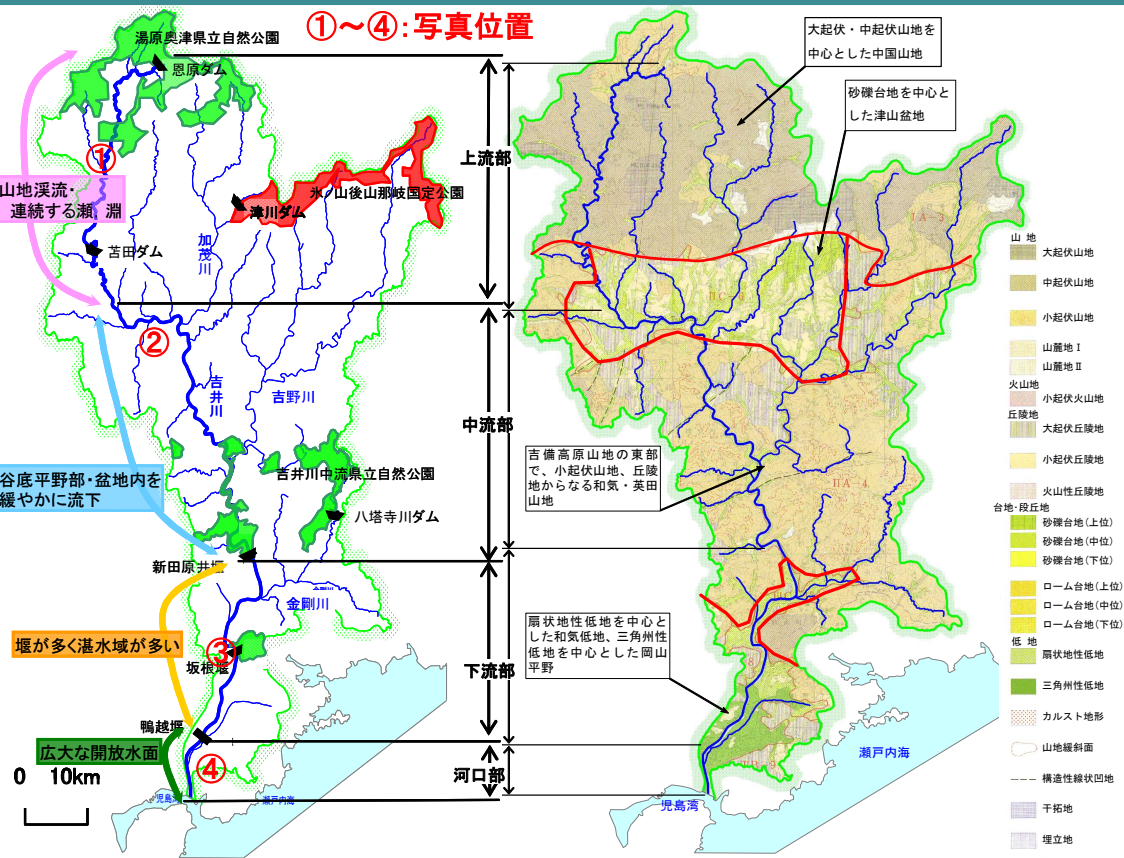 ①～④：写真位置
湯原奥津県立自然公園
恩原ダム
①
山地渓流・
連続する瀬 淵
津川ダム
氷ノ山後山那岐国定公園
加茂川
苫田ダム
②
吉井川
吉野川
谷底平野部・盆地内を
緩やかに流下
吉井川中流県立自然公園
八塔寺川ダム
新田原井堰
金剛川
堰が多く湛水域が多い
③
坂根堰
鴨越堰
広大な開放水面
④
0 10km
児島湾
瀬戸内海
上流部
中流部
下流部
河口部
大起伏・中起伏山地を
中心とした中国山地
砂礫台地を中心と
した津山盆地
吉備高原山地の東部
で、小起伏山地、丘陵
地からなる和気・英田
山地
扇状地性低地を中心と
した和気低地、三角州性
低地を中心とした岡山
平野
ⅠA-3
ⅡA-4
瀬戸内海
児島湾
山 地
大起伏山地
中起伏山地
小起伏山地
山麓地Ⅰ
山麓地Ⅱ
火山地
小起伏火山地
丘陵地
大起伏丘陵地
小起伏丘陵地
火山性丘陵地
台地・段丘地
砂礫台地(上位)
砂礫台地(中位)
砂礫台地(下位)
ローム台地(上位)
ローム台地(中位)
ローム台地(下位)
低 地
扇状地性低地
三角州性低地
カルスト地形
山地緩斜面
構造性線状凹地
干拓地
埋立地